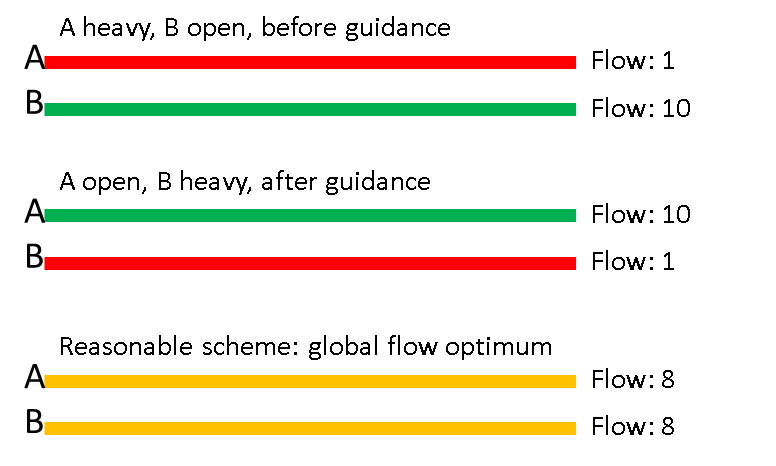 A heavy, B open, before guidance
A Flow: 1
B Flow: 10
A open, B heavy, after guidance
A Flow: 10
B Flow: 1
Reasonable scheme: global flow optimum
A Flow: 8
B Flow: 8